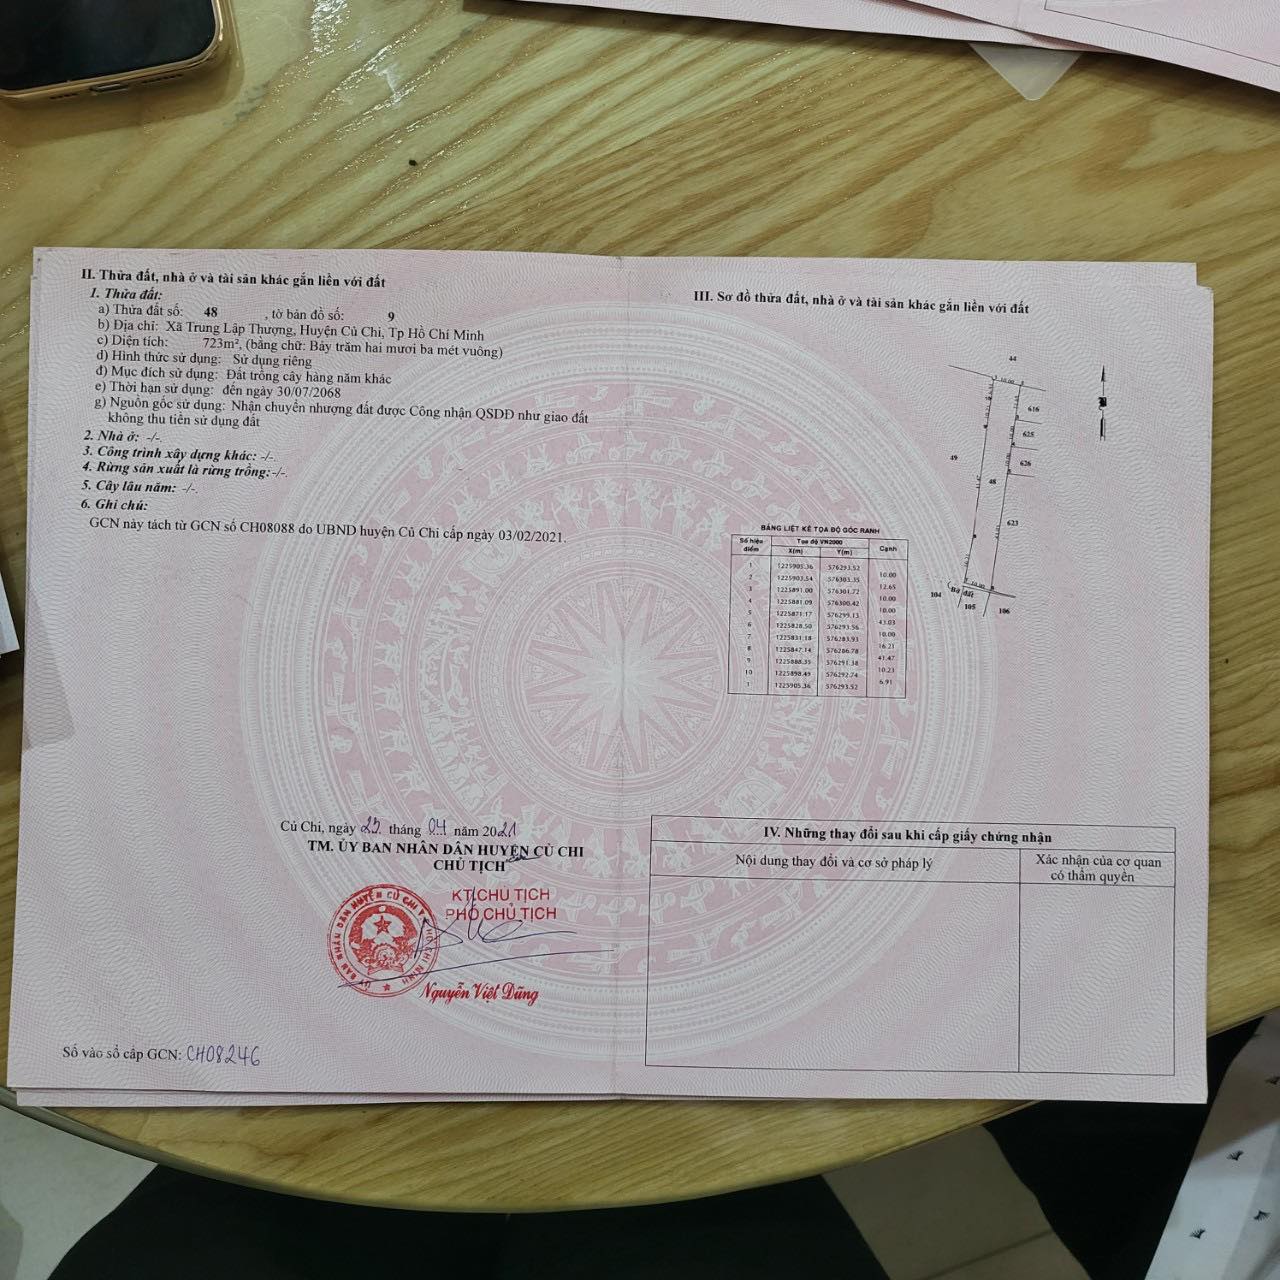 II. Thửa đất, nhà ở và tài sản khác gắn liền với đất
1. Thửa đất:
a) Thửa đất số: 48 , tờ bản đồ số: 9
b) Địa chỉ: Xã Trung Lập Thượng, Huyện Củ Chi, Tp Hồ Chí Minh
c) Diện tích: 723m², (bằng chữ: Bảy trăm hai mươi ba mét vuông)
d) Hình thức sử dụng: Sử dụng riêng
đ) Mục đích sử dụng: Đất trồng cây hàng năm khác
e) Thời hạn sử dụng: đến ngày 30/07/2068
g) Nguồn gốc sử dụng: Nhận chuyển nhượng đất được Công nhận QSDĐ như giao đất
không thu tiền sử dụng đất
2. Nhà ở: -/-.
3. Công trình xây dựng khác: -/-.
4. Rừng sản xuất là rừng trồng:-/-.
5. Cây lâu năm: -/-.
6. Ghi chú:
GCN này tách từ GCN số CH08088 do UBND huyện Củ Chi cấp ngày 03/02/2021.
Củ Chi, ngày 23 tháng 04 năm 2021
TM. ỦY BAN NHÂN DÂN HUYỆN CỦ CHI
CHỦ TỊCH
KT.CHỦ TỊCH
PHÓ CHỦ TỊCH
ỦY BAN NHÂN DÂN HUYỆN CỦ CHI T.P HỒ CHÍ MINH
Nguyễn Việt Dũng
Số vào sổ cấp GCN: CH08246
III. Sơ đồ thửa đất, nhà ở và tài sản khác gắn liền với đất
44
10.00
616
625
49
626
48
623
10.00
104
(Bờ đất
105
106
BẢNG LIỆT KÊ TỌA ĐỘ GÓC RANH
Số hiệu điểm Tọa độ VN2000 Cạnh
X(m) Y(m)
1 1225905.36 576293.52
10.00
2 1225903.54 576303.35
12.65
3 1225891.00 576301.72
10.00
4 1225881.09 576300.42
10.00
5 1225871.17 576299.13
43.03
6 1225828.50 576293.56
10.00
7 1225831.18 576283.93
16.21
8 1225847.14 576286.78
41.47
9 1225888.35 576291.38
10.23
10 1225898.49 576292.74
6.91
1 1225905.36 576293.52
IV. Những thay đổi sau khi cấp giấy chứng nhận
Nội dung thay đổi và cơ sở pháp lý
Xác nhận của cơ quan
có thẩm quyền